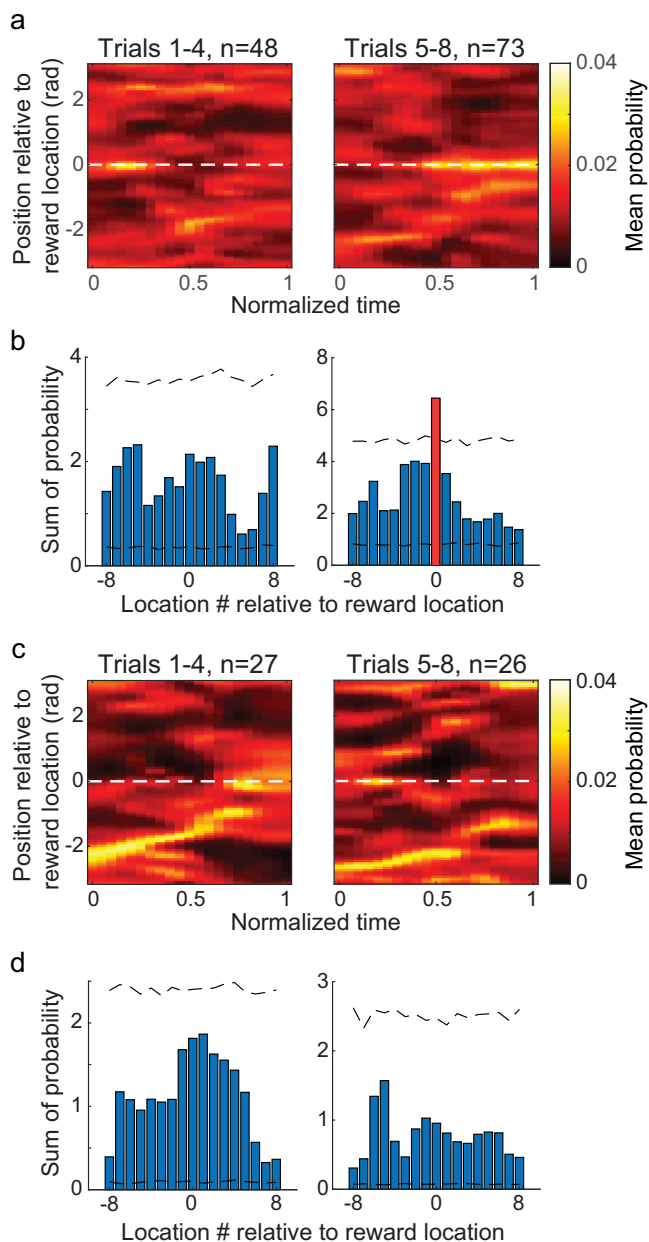 a
Trials 1-4, n=48
Trials 5-8, n=73
Position relative to
reward location (rad)
2
0
-2
0
0.5
1
0
0.5
1
Normalized time
0.04
0.02
0
Mean probability
b
Sum of probability
4
2
0
-8
0
8
8
6
4
2
0
-8
0
8
Location # relative to reward location
c
Trials 1-4, n=27
Trials 5-8, n=26
Position relative to
reward location (rad)
2
0
-2
0
0.5
1
0
0.5
1
Normalized time
0.04
0.02
0
Mean probability
d
Sum of probability
2
1
0
-8
0
8
3
2
1
0
-8
0
8
Location # relative to reward location